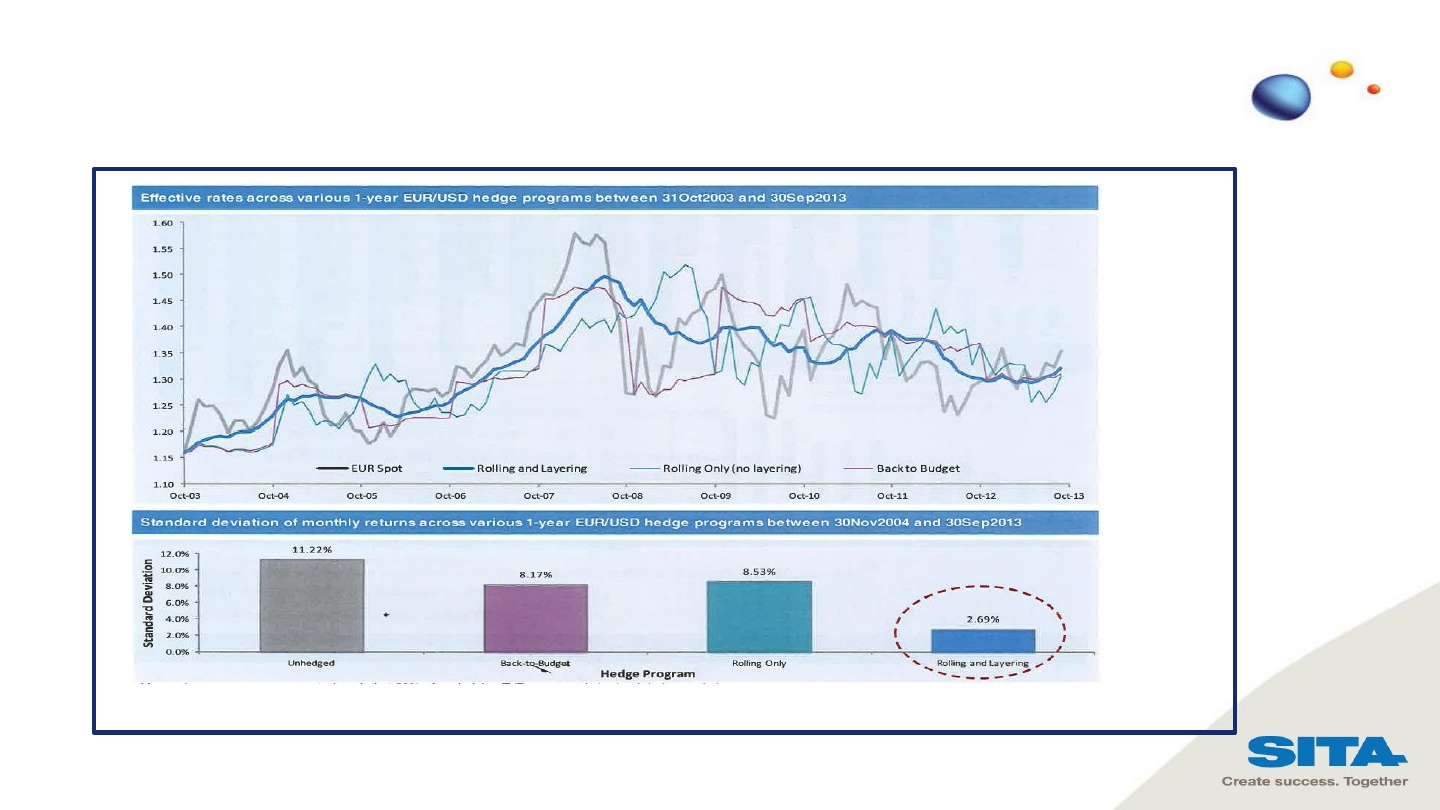 Effective rates across various 1-year EUR/USD hedge programs between 31Oct2003 and 30Sep2013
1.60
1.55
1.50
1.45
1.40
1.35
1.30
1.25
1.20
1.15
EUR Spot Rolling and Layering Rolling Only (no layering) Back to Budget
1.10
Oct-03 Oct-04 Oct-05 Oct-06 Oct-07 Oct-08 Oct-09 Oct-10 Oct-11 Oct-12 Oct-13
Standard deviation of monthly returns across various 1-year EUR/USD hedge programs between 30Nov2004 and 30Sep2013
Standard Deviation
12.0%
10.0%
8.0%
6.0%
4.0%
2.0%
0.0%
11.22% 8.17% 8.53% 2.69%
Unhedged Back-to-Budget Rolling Only Rolling and Layering
Hedge Program
SITA
Create success. Together